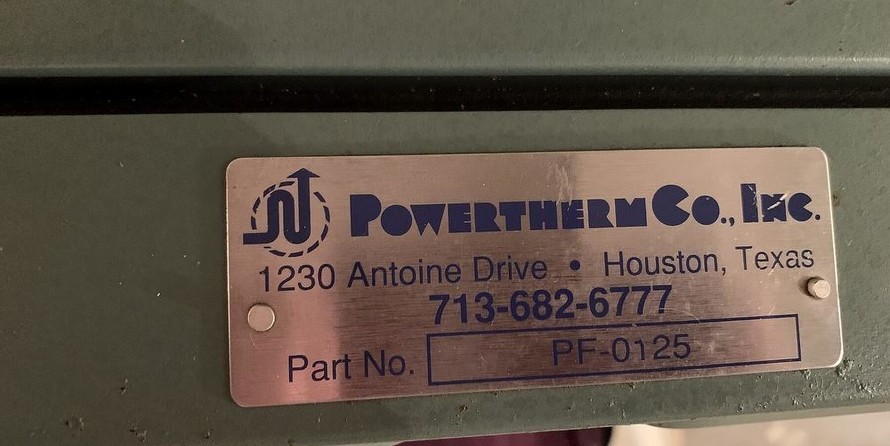 POWERTHERM CO., INC.
1230 Antoine Drive • Houston, Texas
713-682-6777
Part No. PF-0125